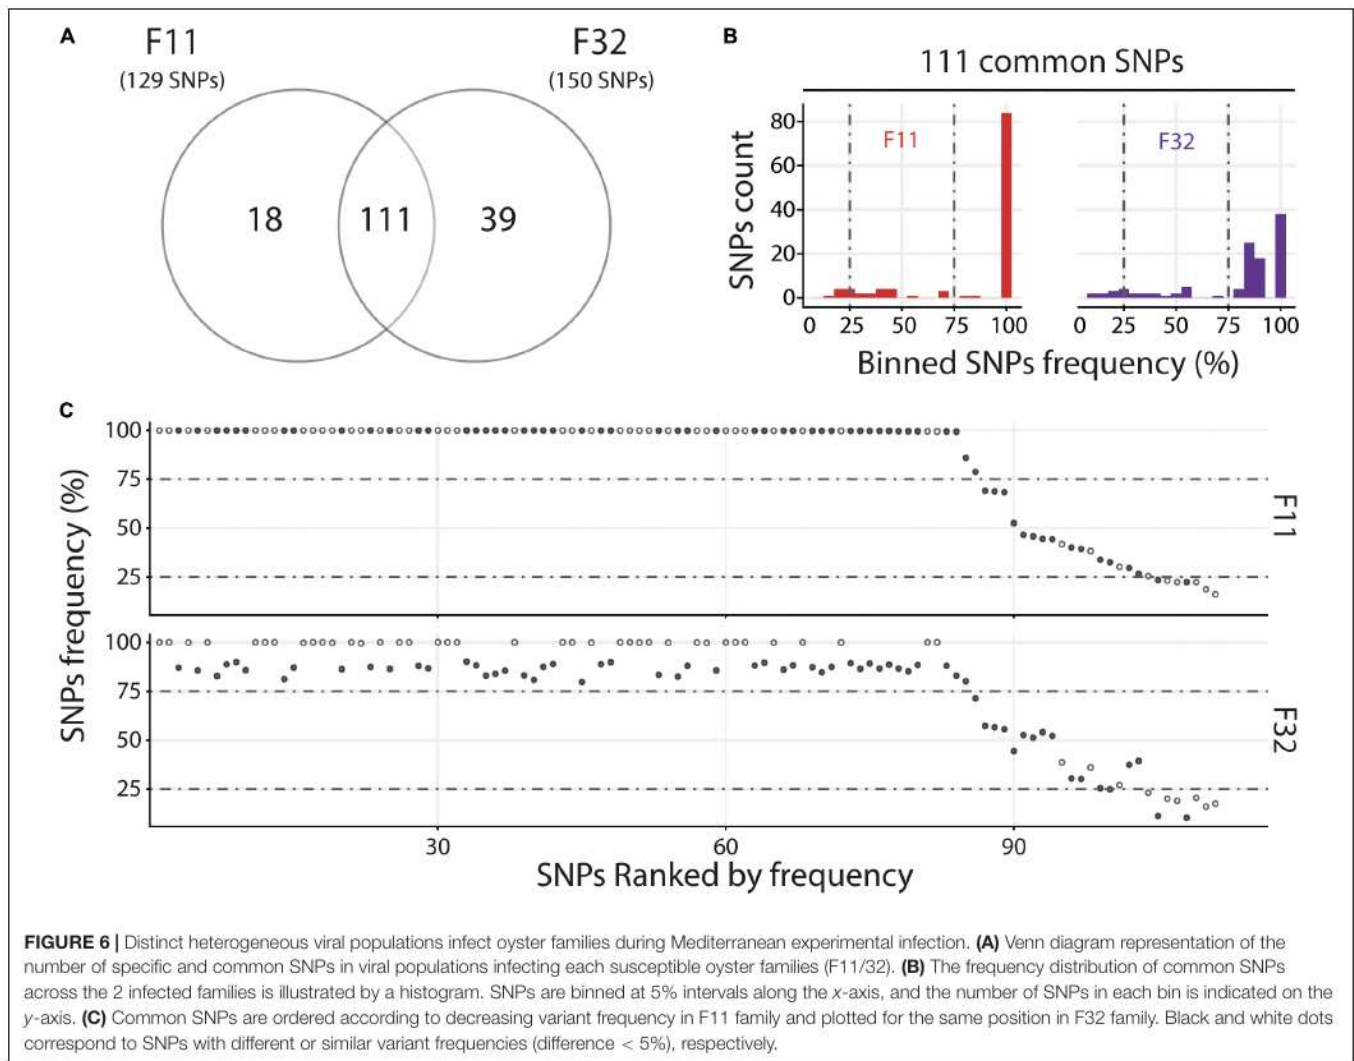 A
F11
(129 SNPs)
F32
(150 SNPs)
18
111
39
B
111 common SNPs
SNPs count
80
60
40
20
0
F11
F32
0 25 50 75 100
0 25 50 75 100
Binned SNPs frequency (%)
C
SNPs frequency (%)
100
75
50
25
F11
100
75
50
25
F32
30 60 90
SNPs Ranked by frequency
FIGURE 6 | Distinct heterogeneous viral populations infect oyster families during Mediterranean experimental infection. (A) Venn diagram representation of the
number of specific and common SNPs in viral populations infecting each susceptible oyster families (F11/32). (B) The frequency distribution of common SNPs
across the 2 infected families is illustrated by a histogram. SNPs are binned at 5% intervals along the x-axis, and the number of SNPs in each bin is indicated on the
y-axis. (C) Common SNPs are ordered according to decreasing variant frequency in F11 family and plotted for the same position in F32 family. Black and white dots
correspond to SNPs with different or similar variant frequencies (difference < 5%), respectively.